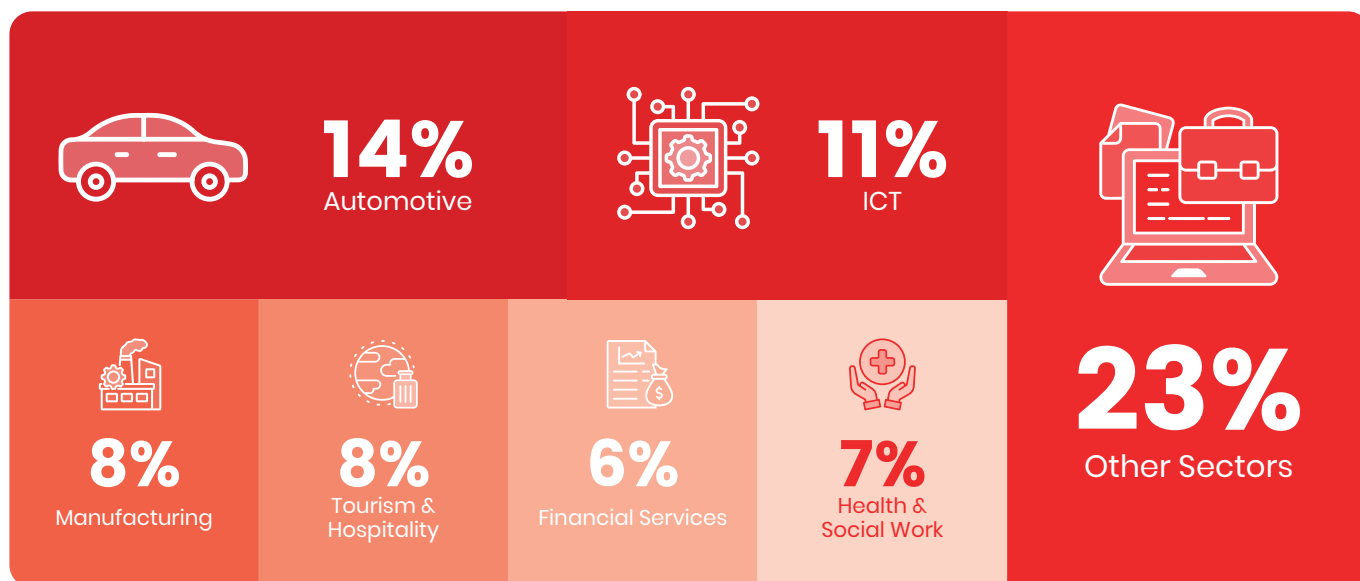 14%
Automotive
11%
ICT
23%
Other Sectors
8%
Manufacturing
8%
Tourism &
Hospitality
6%
Financial Services
$
7%
Health &
Social Work